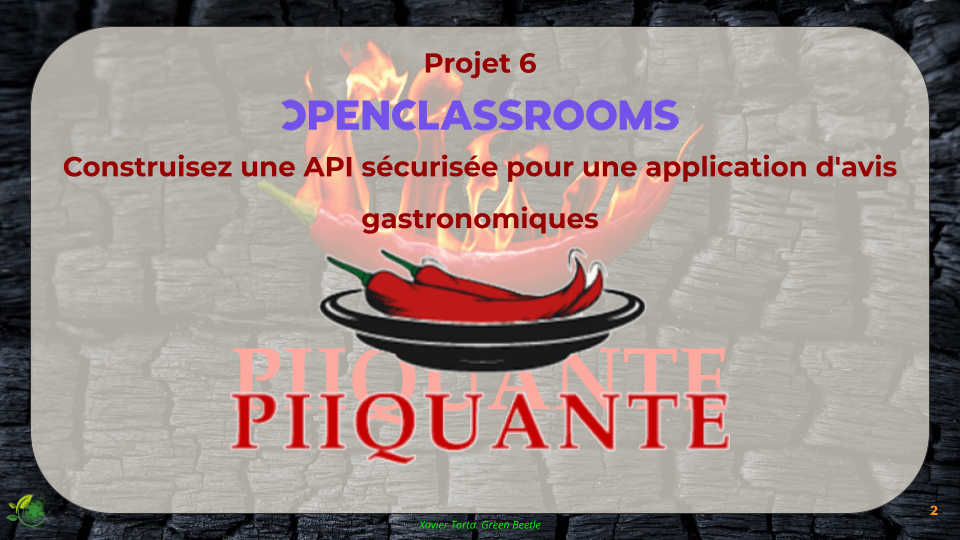 Projet 6
OPENCLASSROOMS
Construisez une API sécurisée pour une application d'avis
gastronomiques
PIIQUANTE
PIIQUANTE
Xavier Torta. Green Beetle
2